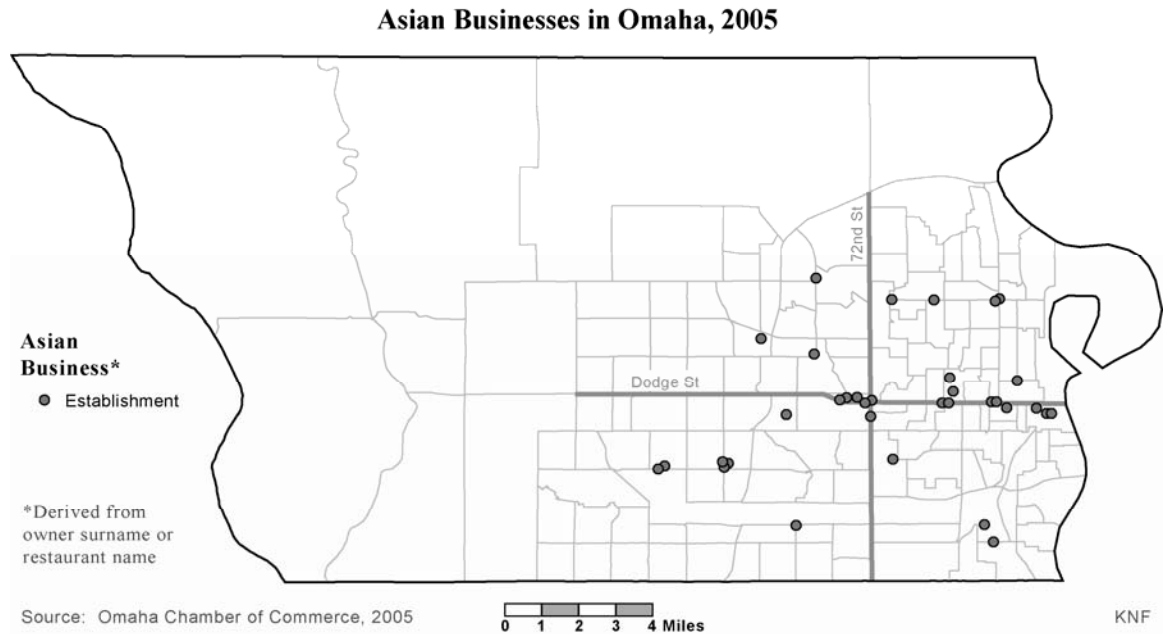 Asian Businesses in Omaha, 2005
72nd St
Dodge St
Asian
Business*
Establishment
*Derived from
owner surname or
restaurant name
Source: Omaha Chamber of Commerce, 2005
0 1 2 3 4 Miles
KNF